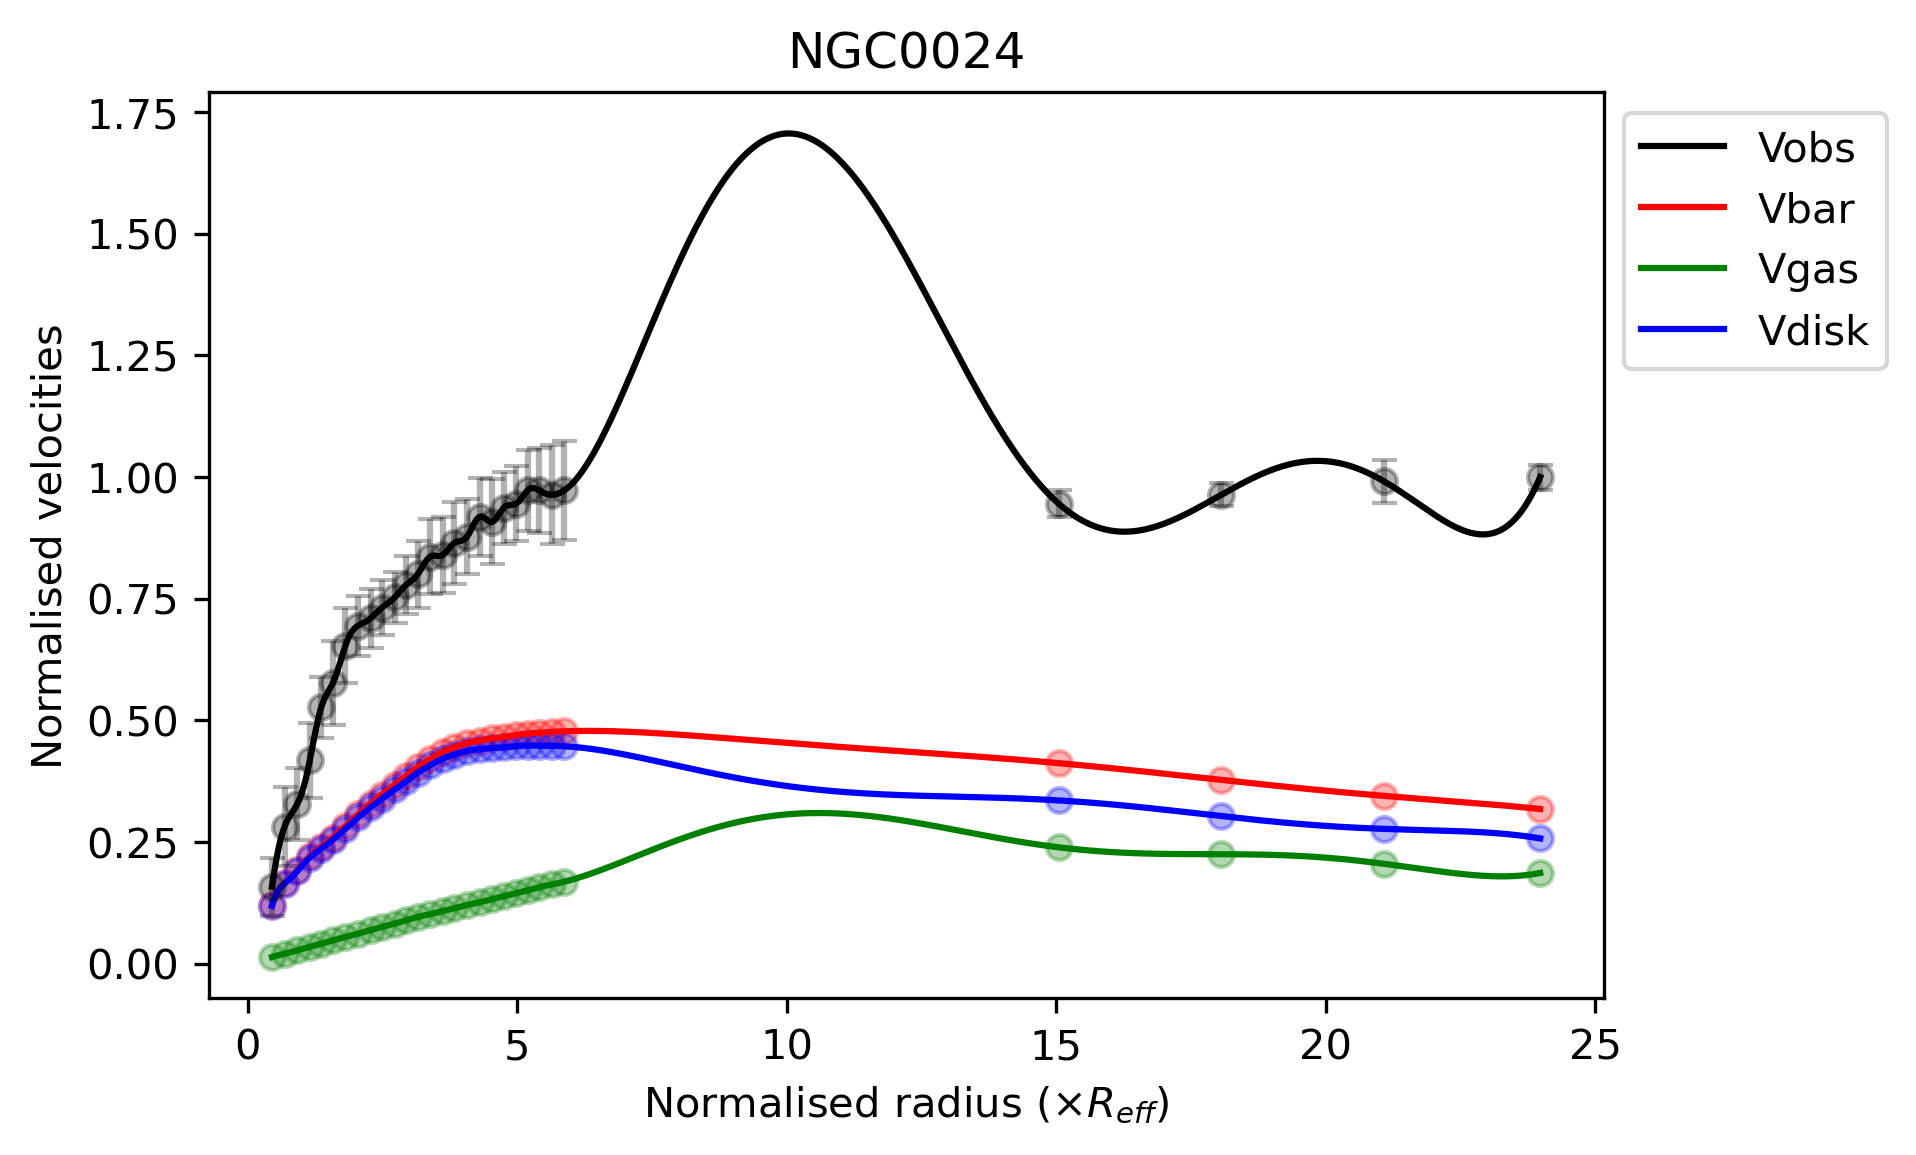 NGC0024
1.75
1.50
1.25
1.00
0.75
0.50
0.25
0.00
Normalised velocities
0 5 10 15 20 25
Normalised radius (×R_eff)
Vobs
Vbar
Vgas
Vdisk